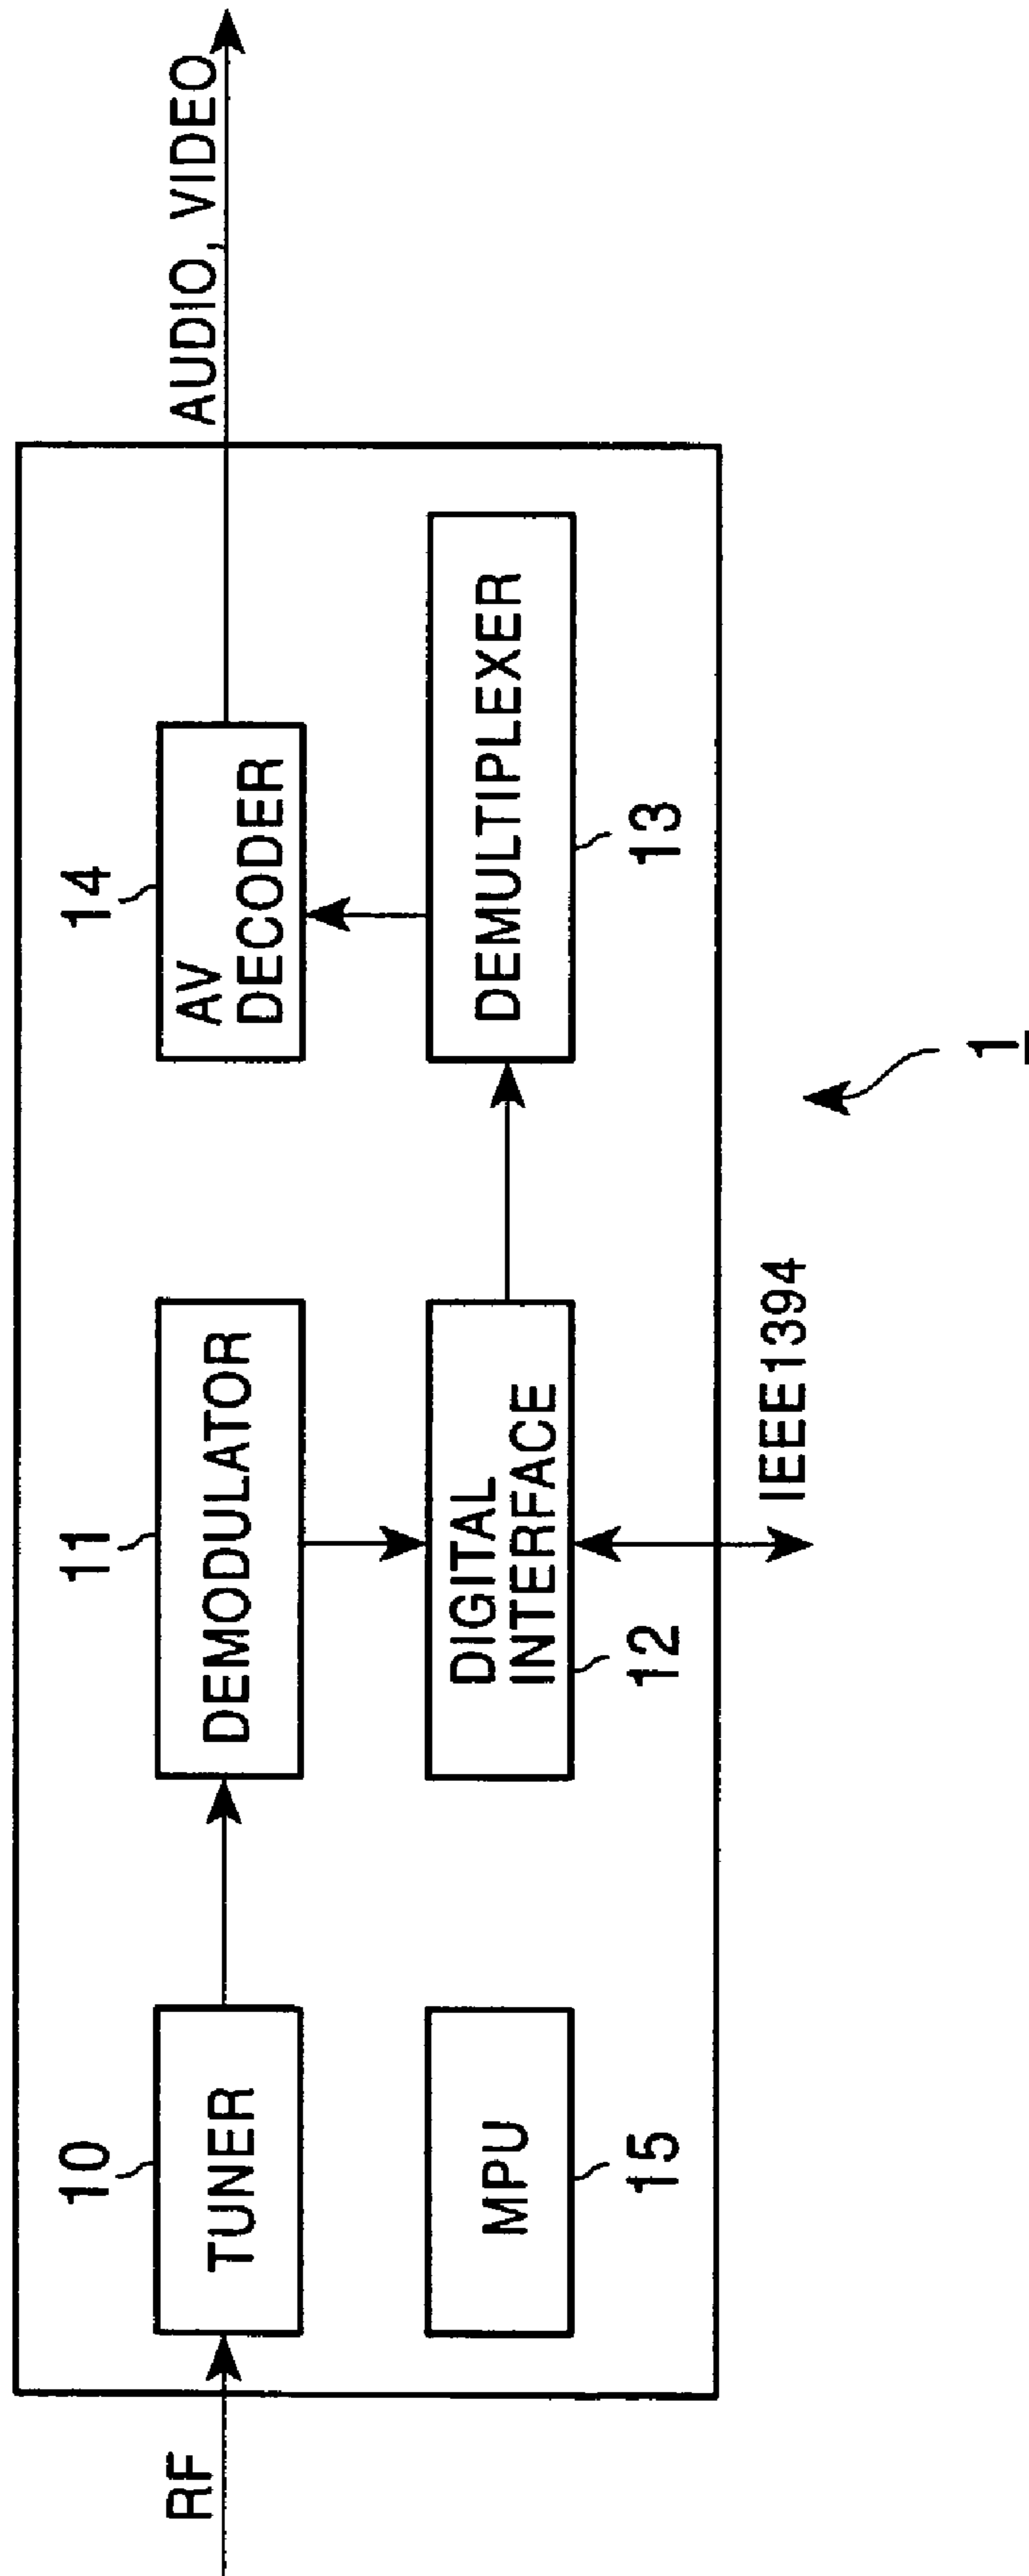 RF
AUDIO, VIDEO
10
11
14
TUNER
DEMODULATOR
AV
DECODER
MPU
DIGITAL
INTERFACE
DEMULTIPLEXER
15
12
13
IEEE1394
1